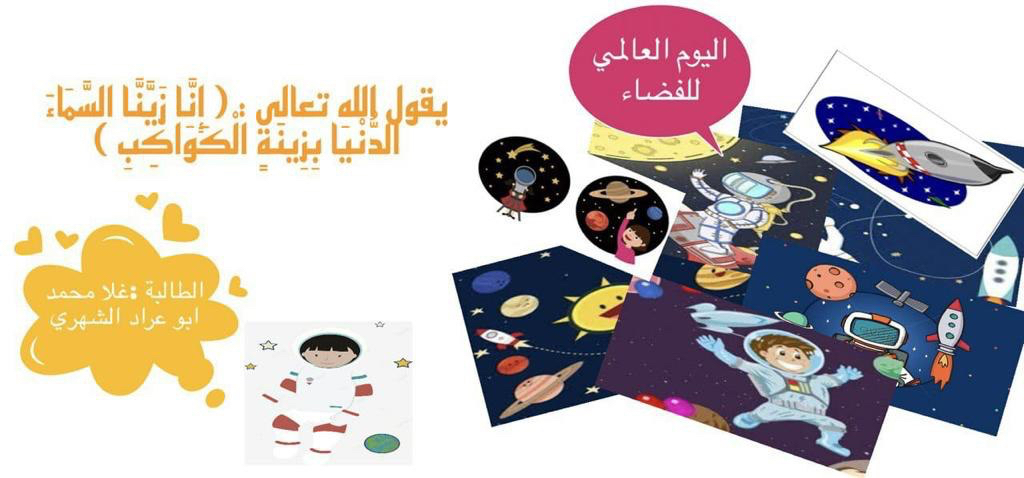 اليوم العالمي
للفضاء
يقول الله تعالى : ( إِنَّا زَيَّنَّا السَّمَاءَ
الدُّنْيَا بِزِينَةٍ الْكَوَاكِبِ )
الطالبة :غلا محمد
ابو عراد الشهري